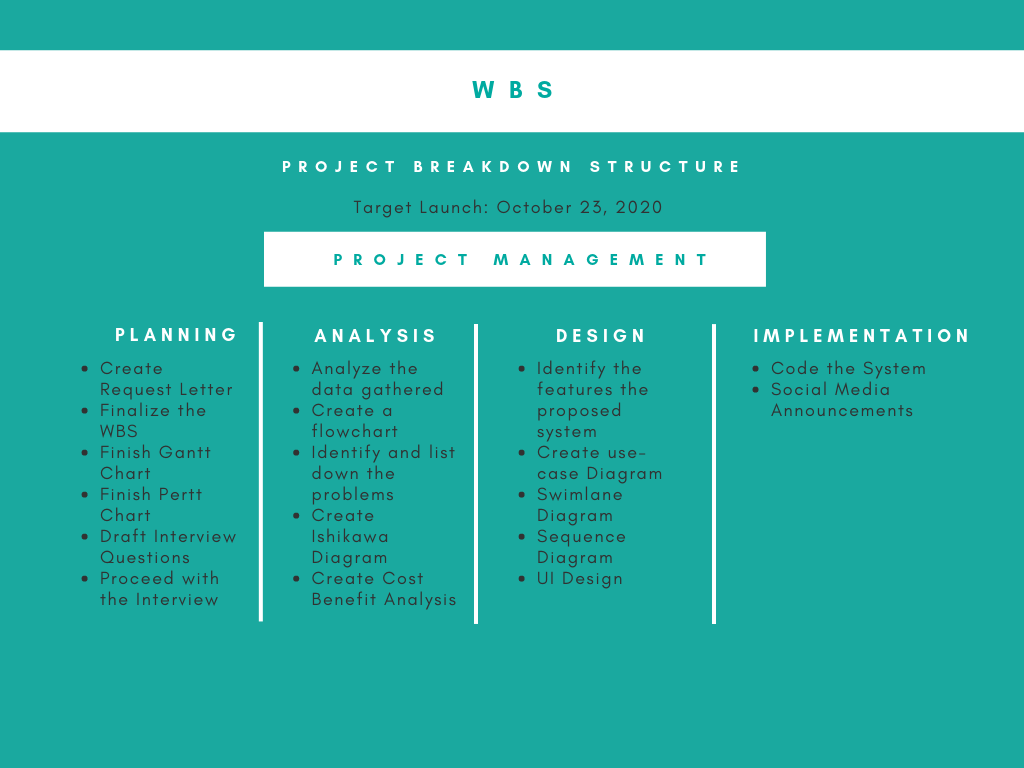 WBS
PROJECT BREAKDOWN STRUCTURE
Target Launch: October 23, 2020
PROJECT MANAGEMENT
PLANNING
• Create
Request Letter
• Finalize the
WBS
• Finish Gantt
Chart
• Finish Pertt
Chart
• Draft Interview
Questions
• Proceed with
the Interview
ANALYSIS
• Analyze the
data gathered
• Create a
flowchart
• Identify and list
down the
problems
• Create
Ishikawa
Diagram
• Create Cost
Benefit Analysis
DESIGN
• Identify the
features the
proposed
system
• Create use-
case Diagram
• Swimlane
Diagram
• Sequence
Diagram
• UI Design
IMPLEMENTATION
• Code the System
• Social Media
Announcements